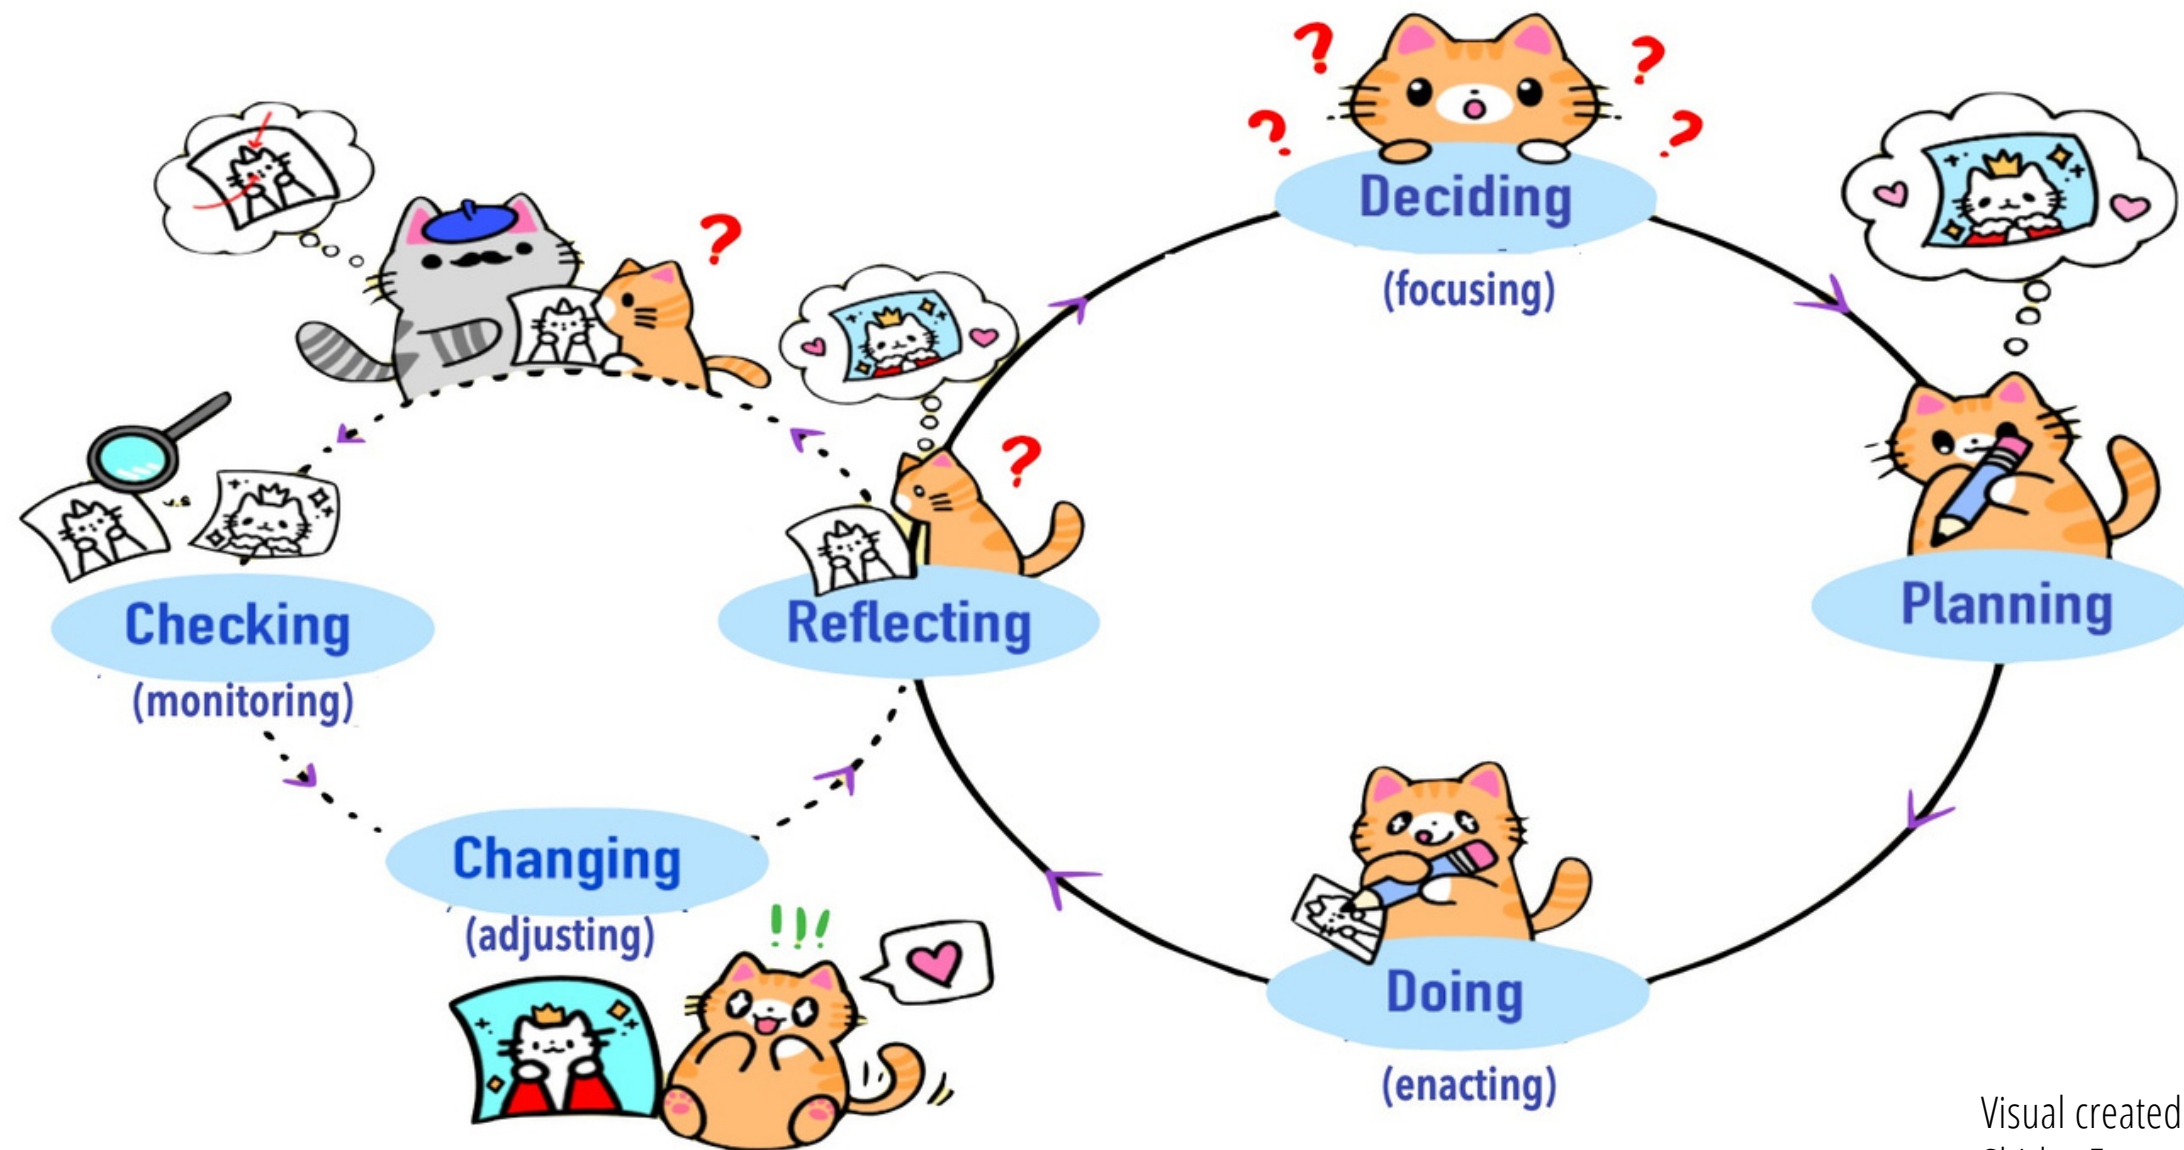 Deciding
(focusing)
Planning
Checking
(monitoring)
Reflecting
Changing
(adjusting)
Doing
(enacting)
Visual created